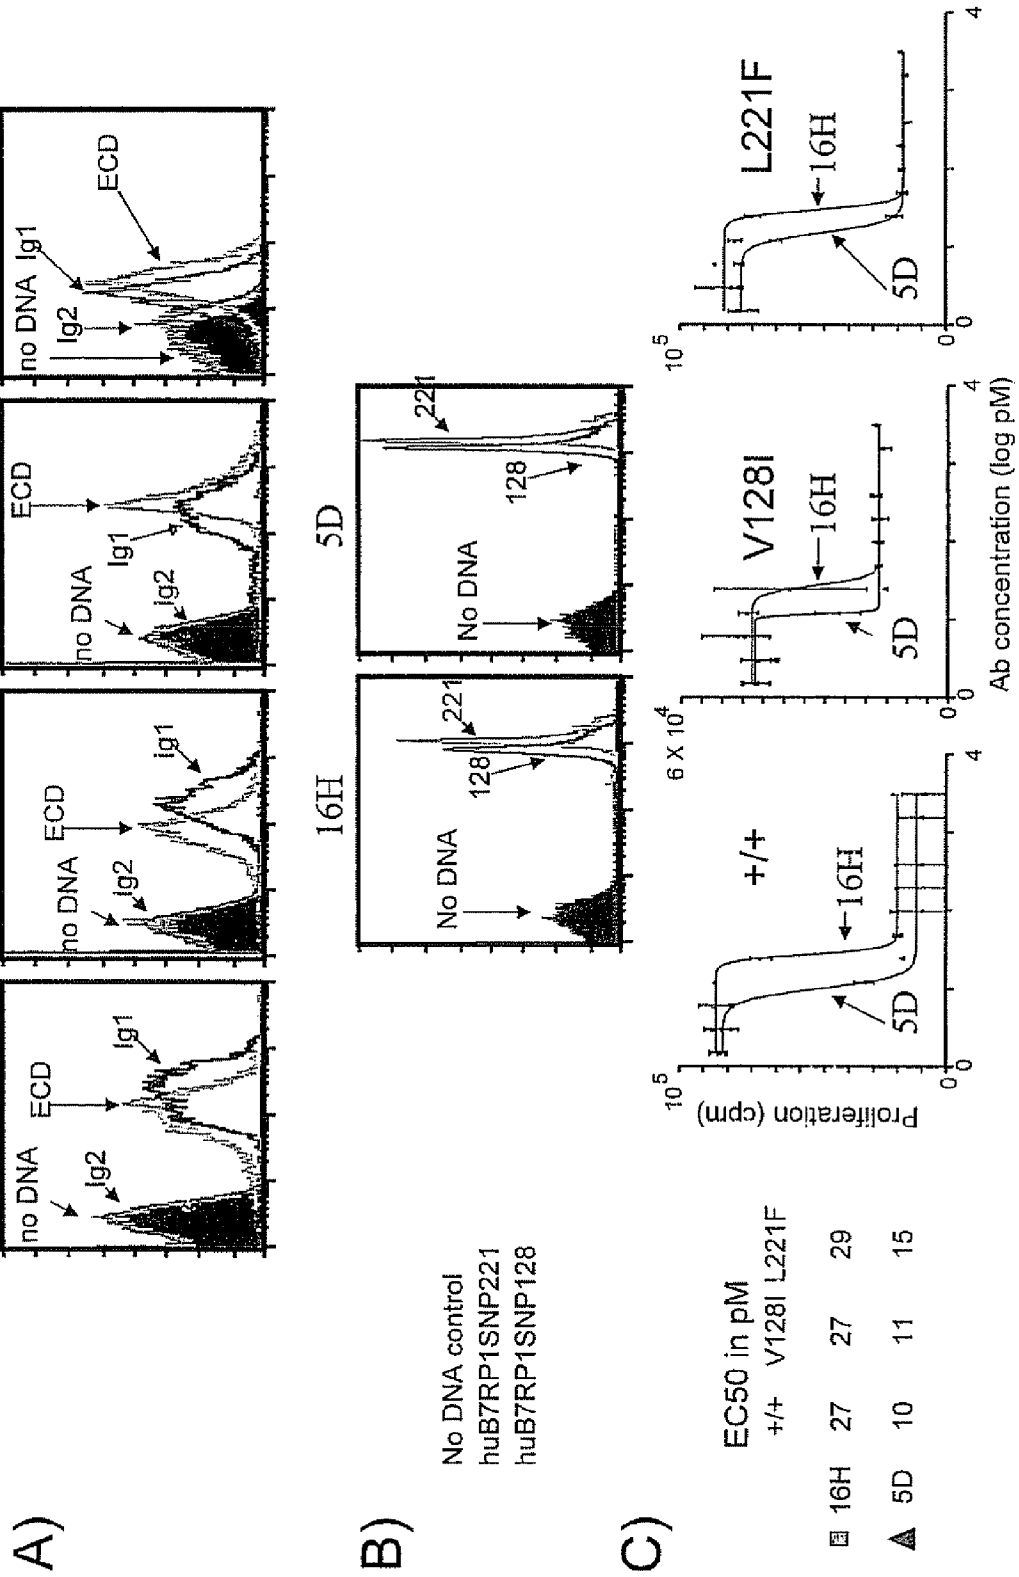 A)
no DNA
Ig2
ECD
Ig1
no DNA
Ig2
ECD
Ig1
no DNA
Ig2
Ig1
ECD
no DNA
Ig2
Ig1
ECD
B)
No DNA control
huB7RP1SNP221
huB7RP1SNP128
16H
No DNA
128
221
5D
No DNA
128
221
C)
EC50 in pM
+/+ V128I L221F
16H 27 27 29
5D 10 11 15
Proliferation (cpm)
10 5
0
0
4
+/+
16H
5D
6 X 10 4
0
0
4
V128I
16H
5D
10 5
0
0
4
L221F
16H
5D
Ab concentration (log pM)